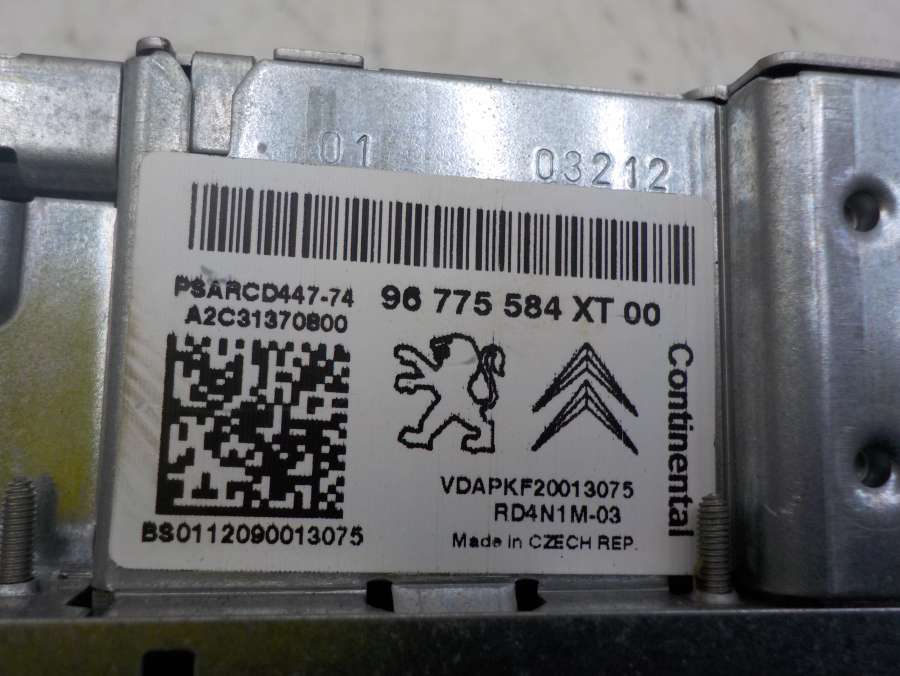 01 03212
PSARCD447-74 96 775 584 XT 00
A2C31370800
Continental
VDAPKF20013075
RD4N1M-03
BS0112090013075
Made in CZECH REP.